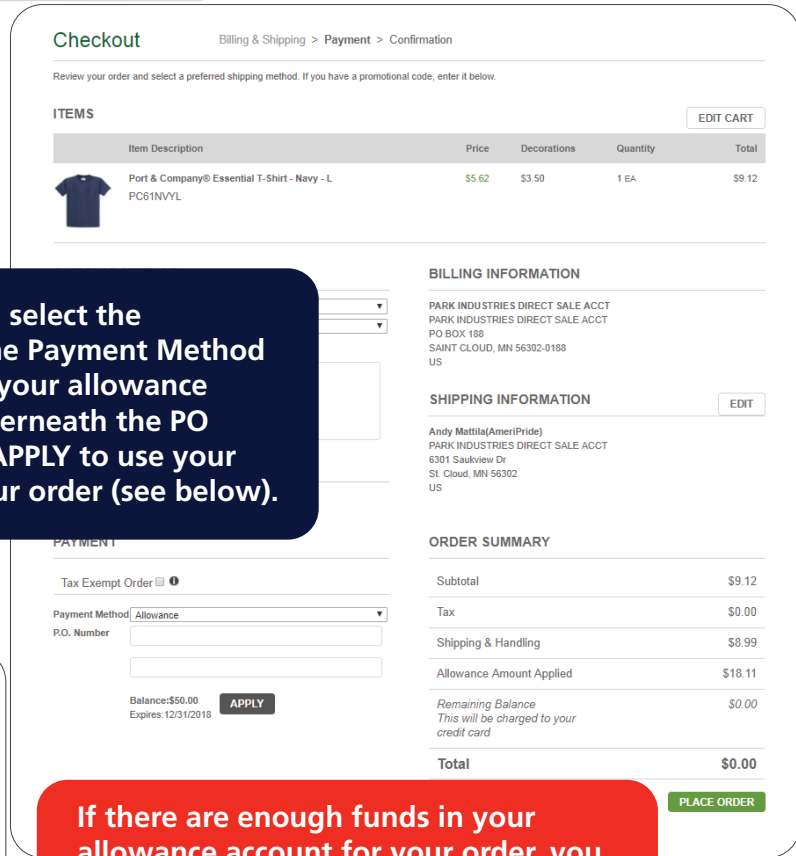 Checkout
Billing & Shipping > Payment > Confirmation
Review your order and select a preferred shipping method. If you have a promotional code, enter it below.
ITEMS
EDIT CART
Item Description Price Decorations Quantity Total
Port & Company® Essential T-Shirt - Navy - L $5.62 $3.50 1 EA $9.12
PC61NVYL
select the
Payment Method
your allowance
erneath the PO
APPLY to use your
ur order (see below).
BILLING INFORMATION
PARK INDUSTRIES DIRECT SALE ACCT
PARK INDUSTRIES DIRECT SALE ACCT
PO BOX 188
SAINT CLOUD, MN 56302-0188
US
SHIPPING INFORMATION
EDIT
Andy Mattila(AmeriPride)
PARK INDUSTRIES DIRECT SALE ACCT
6301 Saukview Dr
St. Cloud, MN 56302
US
PAYMENT
Tax Exempt Order
Payment Method Allowance
P.O. Number
Balance:$50.00
Expires:12/31/2018
APPLY
ORDER SUMMARY
Subtotal $9.12
Tax $0.00
Shipping & Handling $8.99
Allowance Amount Applied $18.11
Remaining Balance $0.00
This will be charged to your
credit card
Total $0.00
PLACE ORDER
If there are enough funds in your
allowance account for your order, you